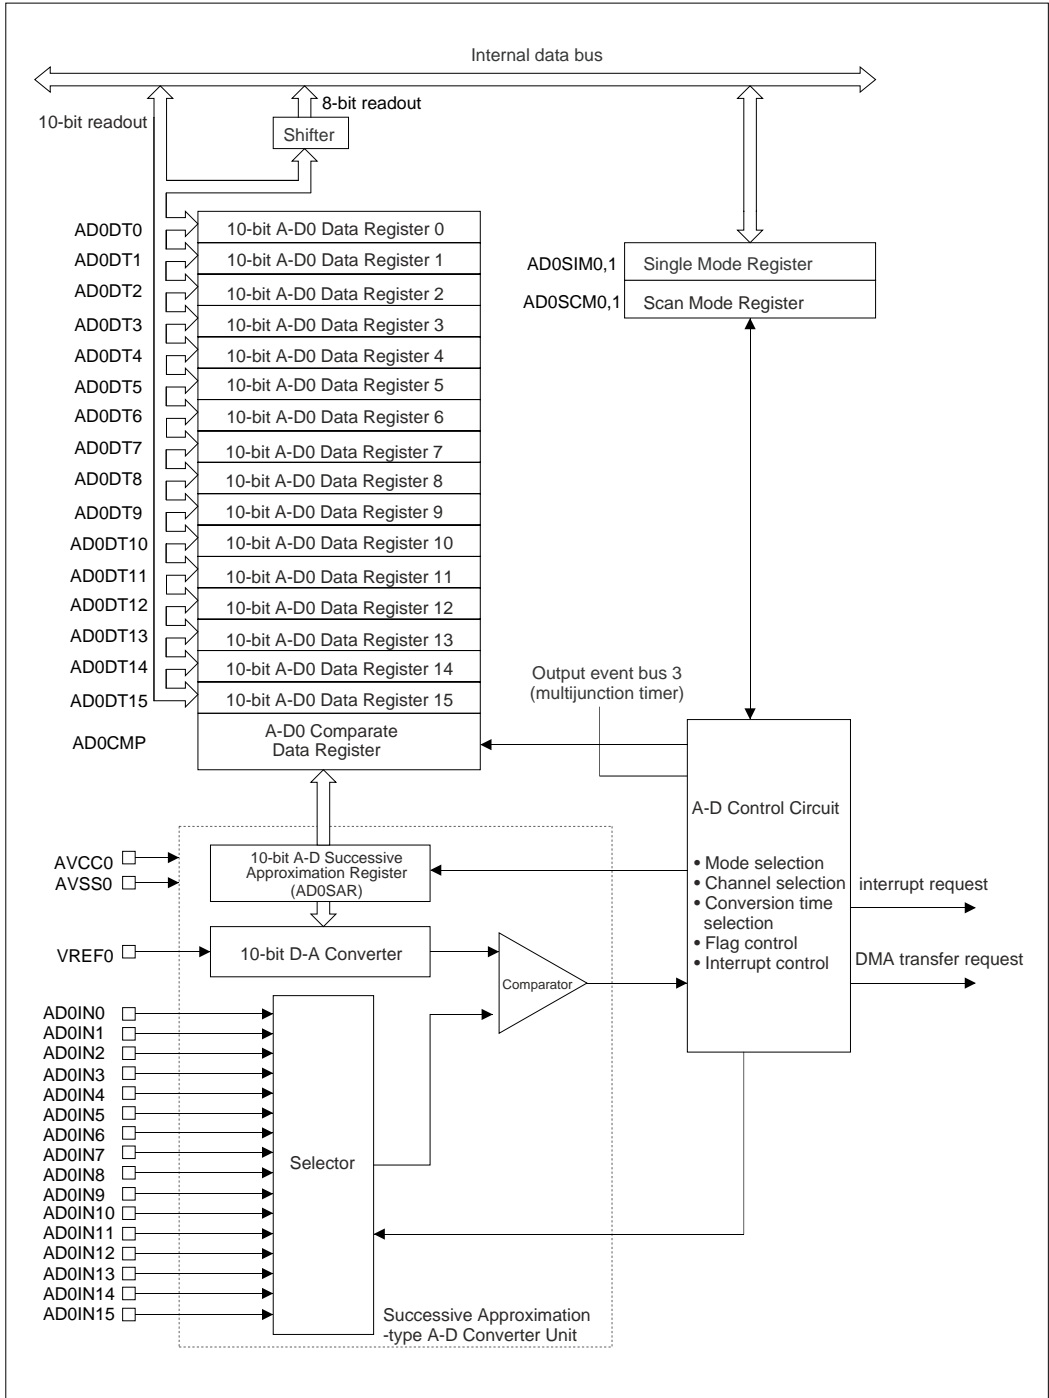 Internal data bus
8-bit readout
10-bit readout
Shifter
AD0DT0
10-bit A-D0 Data Register 0
AD0DT1
10-bit A-D0 Data Register 1
AD0DT2
10-bit A-D0 Data Register 2
AD0DT3
10-bit A-D0 Data Register 3
AD0DT4
10-bit A-D0 Data Register 4
AD0DT5
10-bit A-D0 Data Register 5
AD0DT6
10-bit A-D0 Data Register 6
AD0DT7
10-bit A-D0 Data Register 7
AD0DT8
10-bit A-D0 Data Register 8
AD0DT9
10-bit A-D0 Data Register 9
AD0DT10
10-bit A-D0 Data Register 10
AD0DT11
10-bit A-D0 Data Register 11
AD0DT12
10-bit A-D0 Data Register 12
AD0DT13
10-bit A-D0 Data Register 13
AD0DT14
10-bit A-D0 Data Register 14
AD0DT15
10-bit A-D0 Data Register 15
AD0CMP
A-D0 Comparate
Data Register
AD0SIM0,1
Single Mode Register
AD0SCM0,1
Scan Mode Register
Output event bus 3
(multijunction timer)
A-D Control Circuit
• Mode selection
• Channel selection
• Conversion time
selection
• Flag control
• Interrupt control
interrupt request
DMA transfer request
AVCC0
AVSS0
10-bit A-D Successive
Approximation Register
(AD0SAR)
VREF0
10-bit D-A Converter
Comparator
AD0IN0
AD0IN1
AD0IN2
AD0IN3
AD0IN4
AD0IN5
AD0IN6
AD0IN7
AD0IN8
AD0IN9
AD0IN10
AD0IN11
AD0IN12
AD0IN13
AD0IN14
AD0IN15
Selector
Successive Approximation
-type A-D Converter Unit